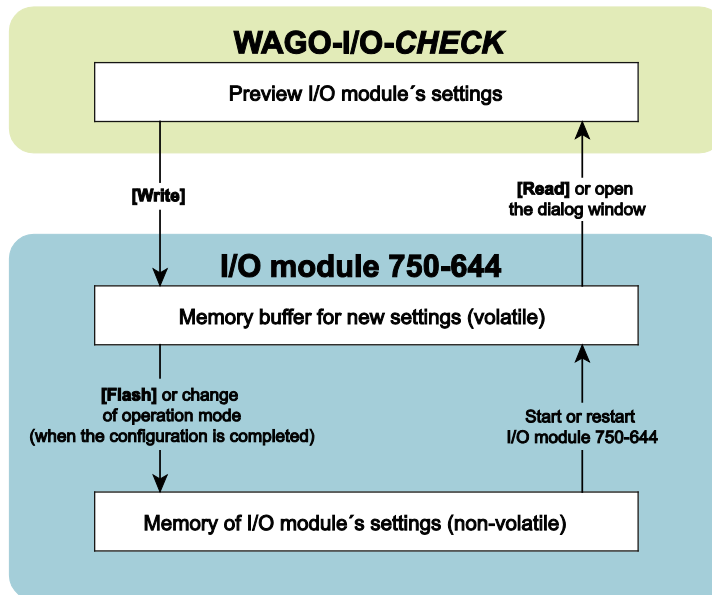 WAGO-I/O-CHECK
Preview I/O module´s settings
[Write]
[Read] or open
the dialog window
I/O module 750-644
Memory buffer for new settings (volatile)
[Flash] or change
of operation mode
(when the configuration is completed)
Start or restart
I/O module 750-644
Memory of I/O module´s settings (non-volatile)